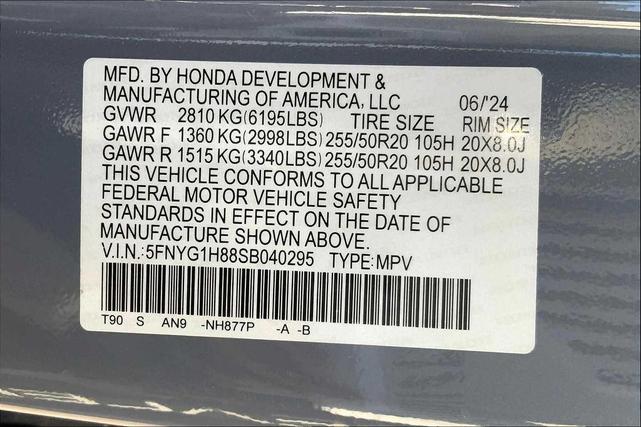 MFD. BY HONDA DEVELOPMENT &
MANUFACTURING OF AMERICA, LLC 06/'24
GVWR 2810 KG(6195LBS) TIRE SIZE RIM SIZE
GAWR F 1360 KG(2998LBS) 255/50R20 105H 20X8.0J
GAWR R 1515 KG(3340LBS) 255/50R20 105H 20X8.0J
THIS VEHICLE CONFORMS TO ALL APPLICABLE
FEDERAL MOTOR VEHICLE SAFETY
STANDARDS IN EFFECT ON THE DATE OF
MANUFACTURE SHOWN ABOVE.
V.I.N.:5FNYG1H88SB040295 TYPE:MPV
T90 S AN9 -NH877P -A -B